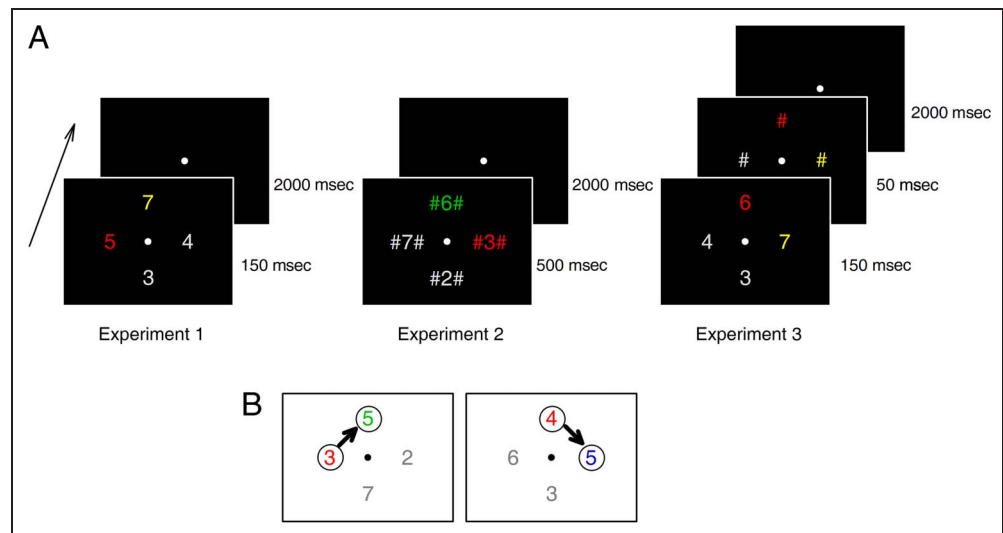 A
2000 msec
#
# #
2000 msec
2000 msec
50 msec
7
5 4
3
150 msec
#6#
#7# #3#
#2#
500 msec
6
4 7
3
150 msec
Experiment 1
Experiment 2
Experiment 3
B
5
3 2
7
4
6 5
3